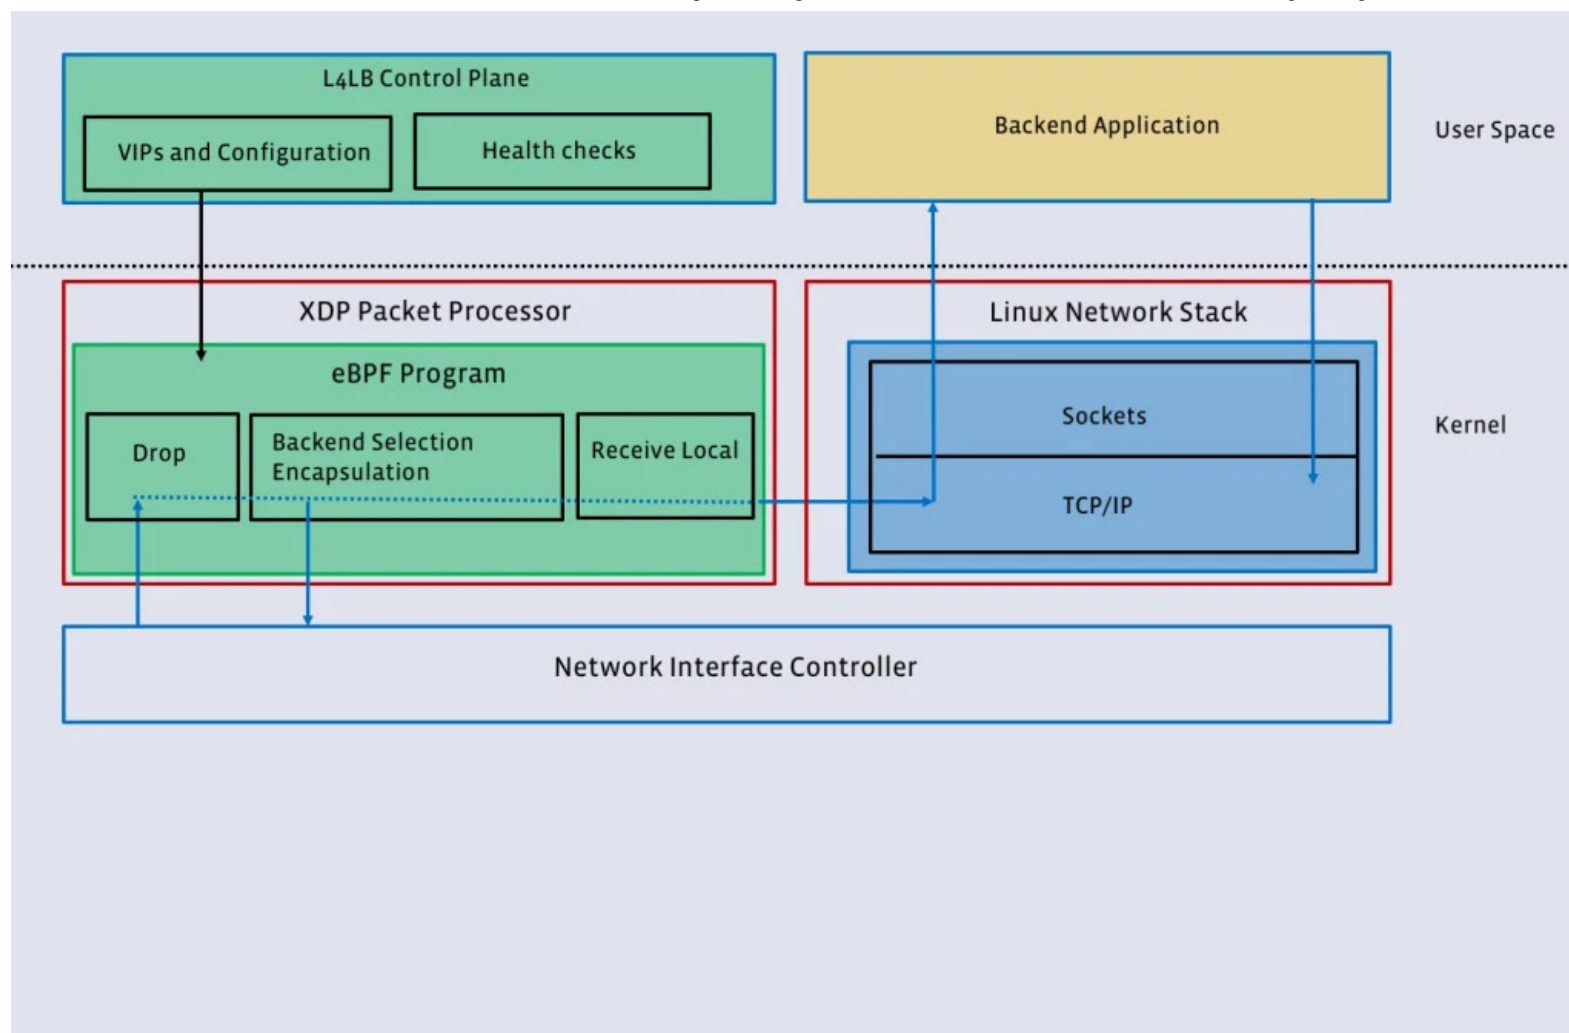 L4LB Control Plane
VIPs and Configuration
Health checks
Backend Application
User Space
XDP Packet Processor
eBPF Program
Drop
Backend Selection
Encapsulation
Receive Local
Linux Network Stack
Sockets
TCP/IP
Kernel
Network Interface Controller